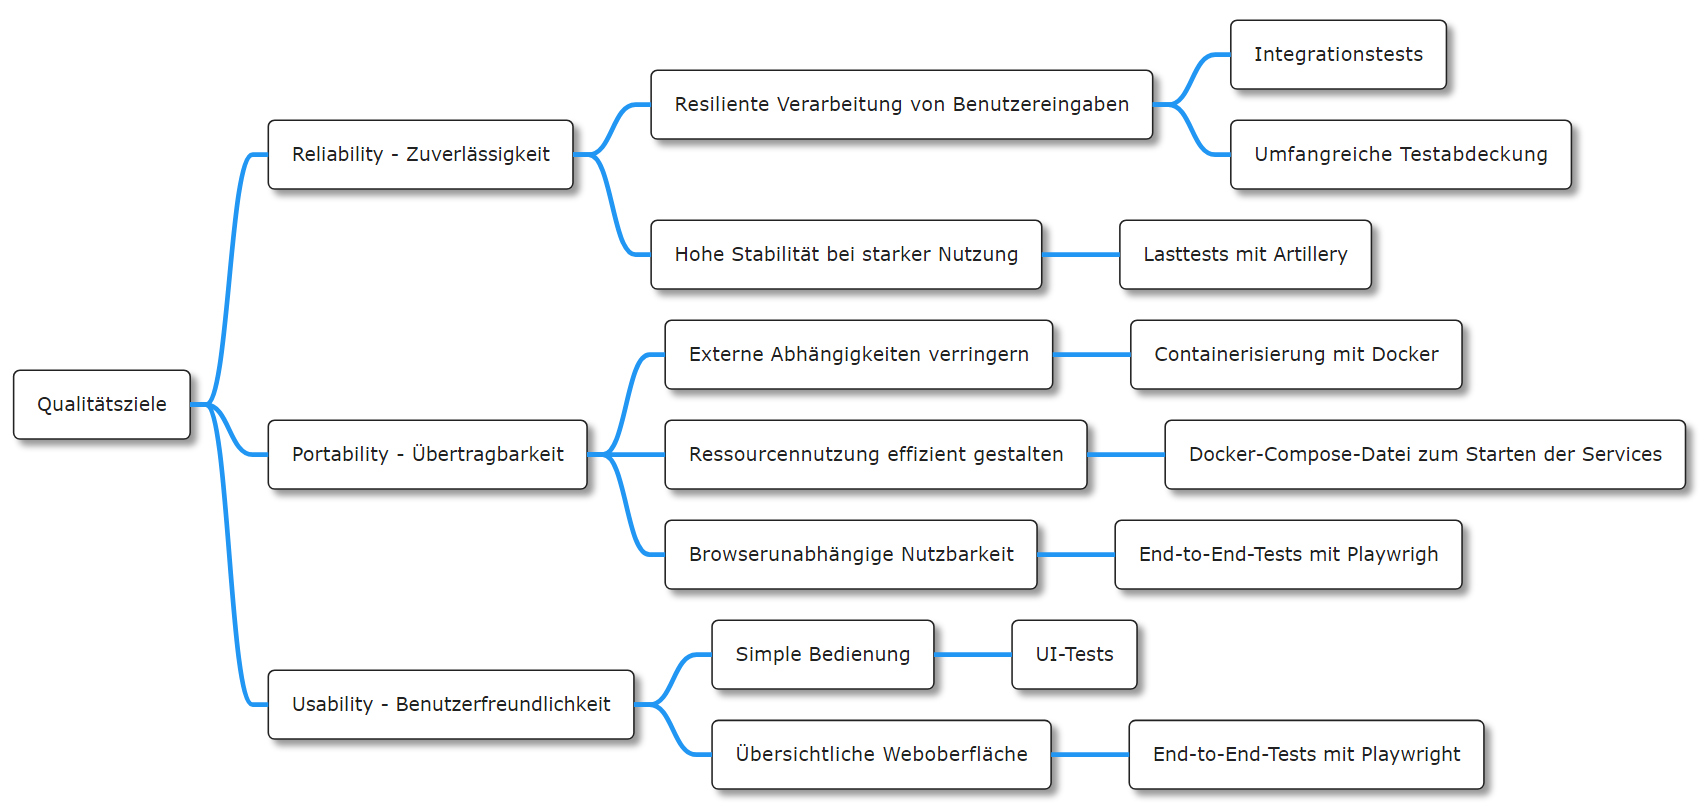 Qualitätsziele
Reliability - Zuverlässigkeit
Resiliente Verarbeitung von Benutzereingaben
Integrationstests
Umfangreiche Testabdeckung
Hohe Stabilität bei starker Nutzung
Lasttests mit Artillery
Portability - Übertragbarkeit
Externe Abhängigkeiten verringern
Containerisierung mit Docker
Ressourcennutzung effizient gestalten
Docker-Compose-Datei zum Starten der Services
Browserunabhängige Nutzbarkeit
End-to-End-Tests mit Playwrigh
Usability - Benutzerfreundlichkeit
Simple Bedienung
UI-Tests
Übersichtliche Weboberfläche
End-to-End-Tests mit Playwright